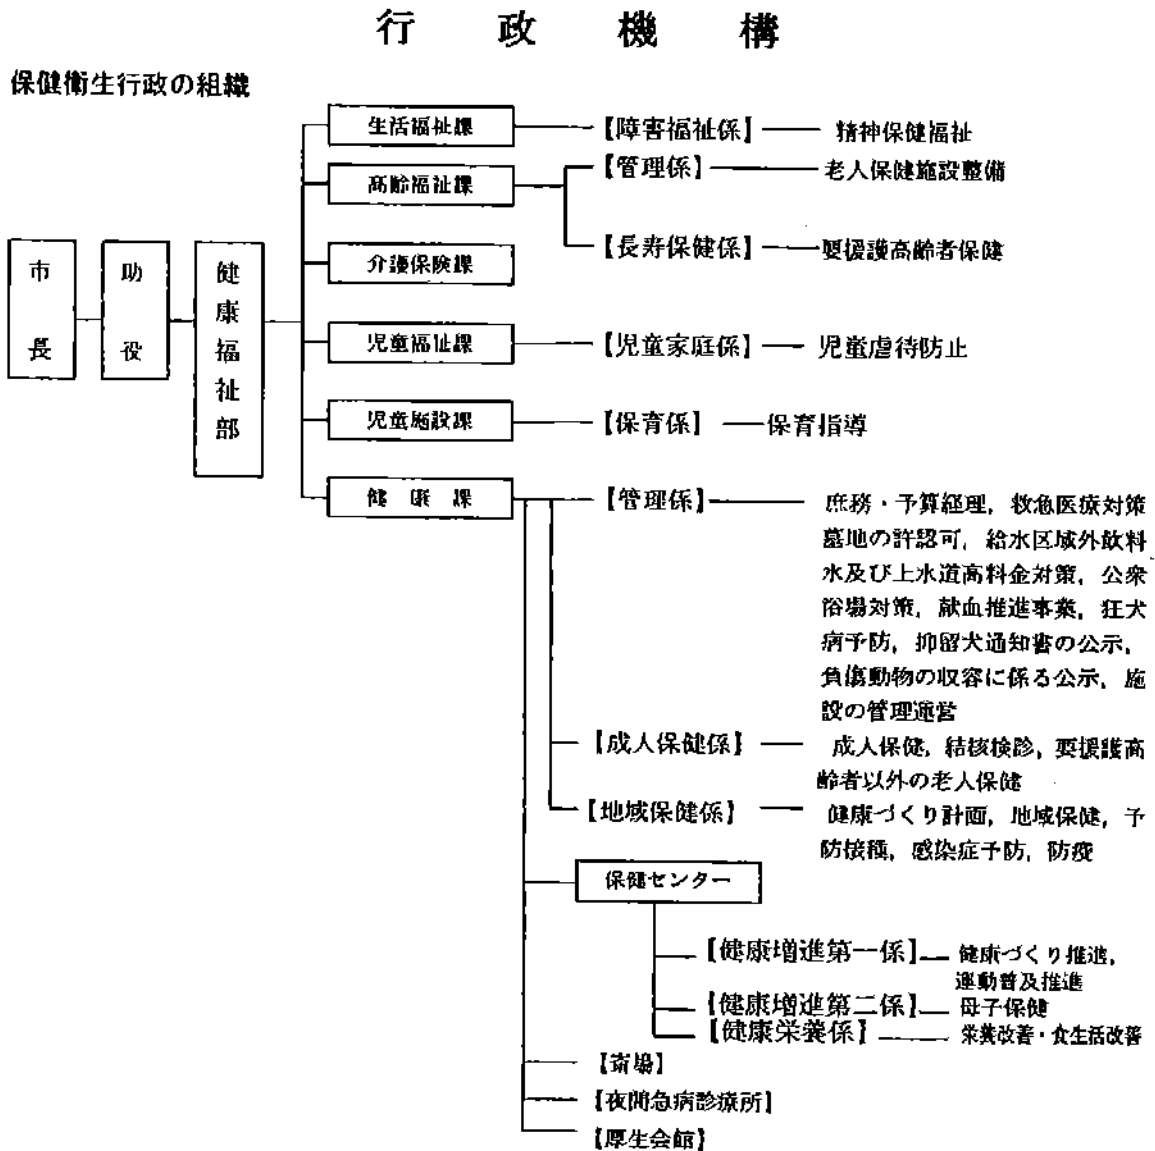 行政機構
保健衛生行政の組織
市長
助役
健康福祉部
生活福祉課
【障害福祉係】
精神保健福祉
高齢福祉課
【管理係】
老人保健施設整備
【長寿保健係】
要援護高齢者保健
介護保険課
児童福祉課
【児童家庭係】
児童虐待防止
児童施設課
【保育係】
保育指導
健康課
【管理係】
庶務・予算経理，救急医療対策
墓地の許認可，給水区域外飲料
水及び上水道高料金対策，公衆
浴場対策，献血推進事業，狂犬
病予防，抑留犬通知書の公示，
負傷動物の収容に係る公示，施
設の管理運営
【成人保健係】
成人保健，結核検診，要援護高
齢者以外の老人保健
【地域保健係】
健康づくり計画，地域保健，予
防接種，感染症予防，防疫
保健センター
【健康増進第一係】
健康づくり推進，
運動普及推進
【健康増進第二係】
母子保健
【健康栄養係】
栄養改善・食生活改善
【斎場】
【夜間急病診療所】
【厚生会館】